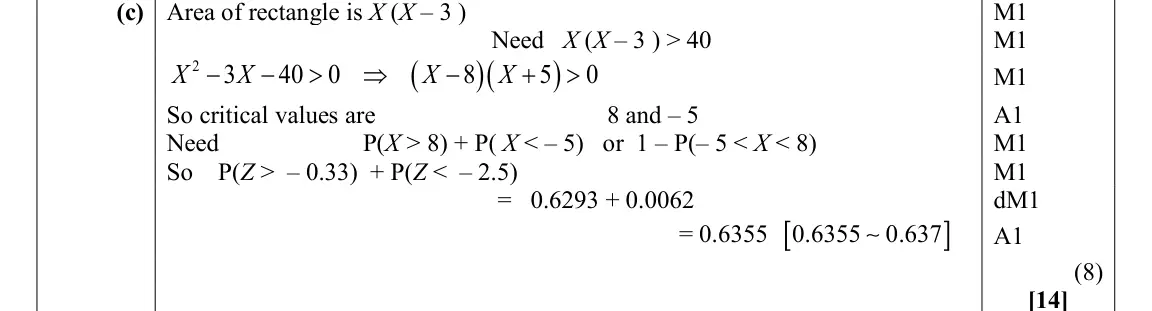 (c) Area of rectangle is X (X – 3 ) M1
Need X (X – 3 ) > 40 M1
X² – 3X – 40 > 0 ⇒ (X – 8)(X + 5) > 0 M1
So critical values are 8 and – 5 A1
Need P(X > 8) + P( X < – 5) or 1 – P(– 5 < X < 8) M1
So P(Z > – 0.33) + P(Z < – 2.5) M1
= 0.6293 + 0.0062 dM1
= 0.6355 [0.6355 ~ 0.637] A1
(8)
[14]